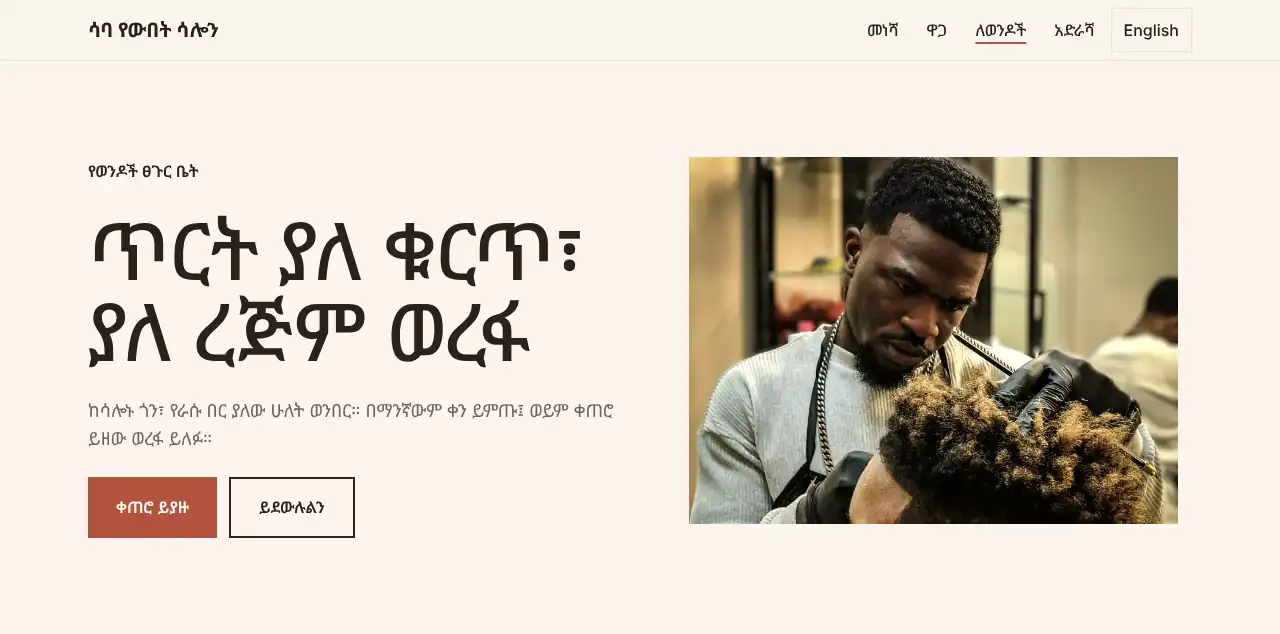 ሳባ የውበት ሳሎን
መነሻ ዋጋ ለወንዶች አድራሻ English
የወንዶች ፀጉር ቤት
ጥርት ያለ ቁርጥ፣
ያለ ረጅም ወረፋ
ከሳሎኑ ጎን፣ የራሱ በር ያለው ሁለት ወንበር። በማንኛውም ቀን ይምጡ፤ ወይም ቀጠሮ
ይዘው ወረፋ ይለፉ።
ቀጠሮ ይያዙ ይደውሉልን